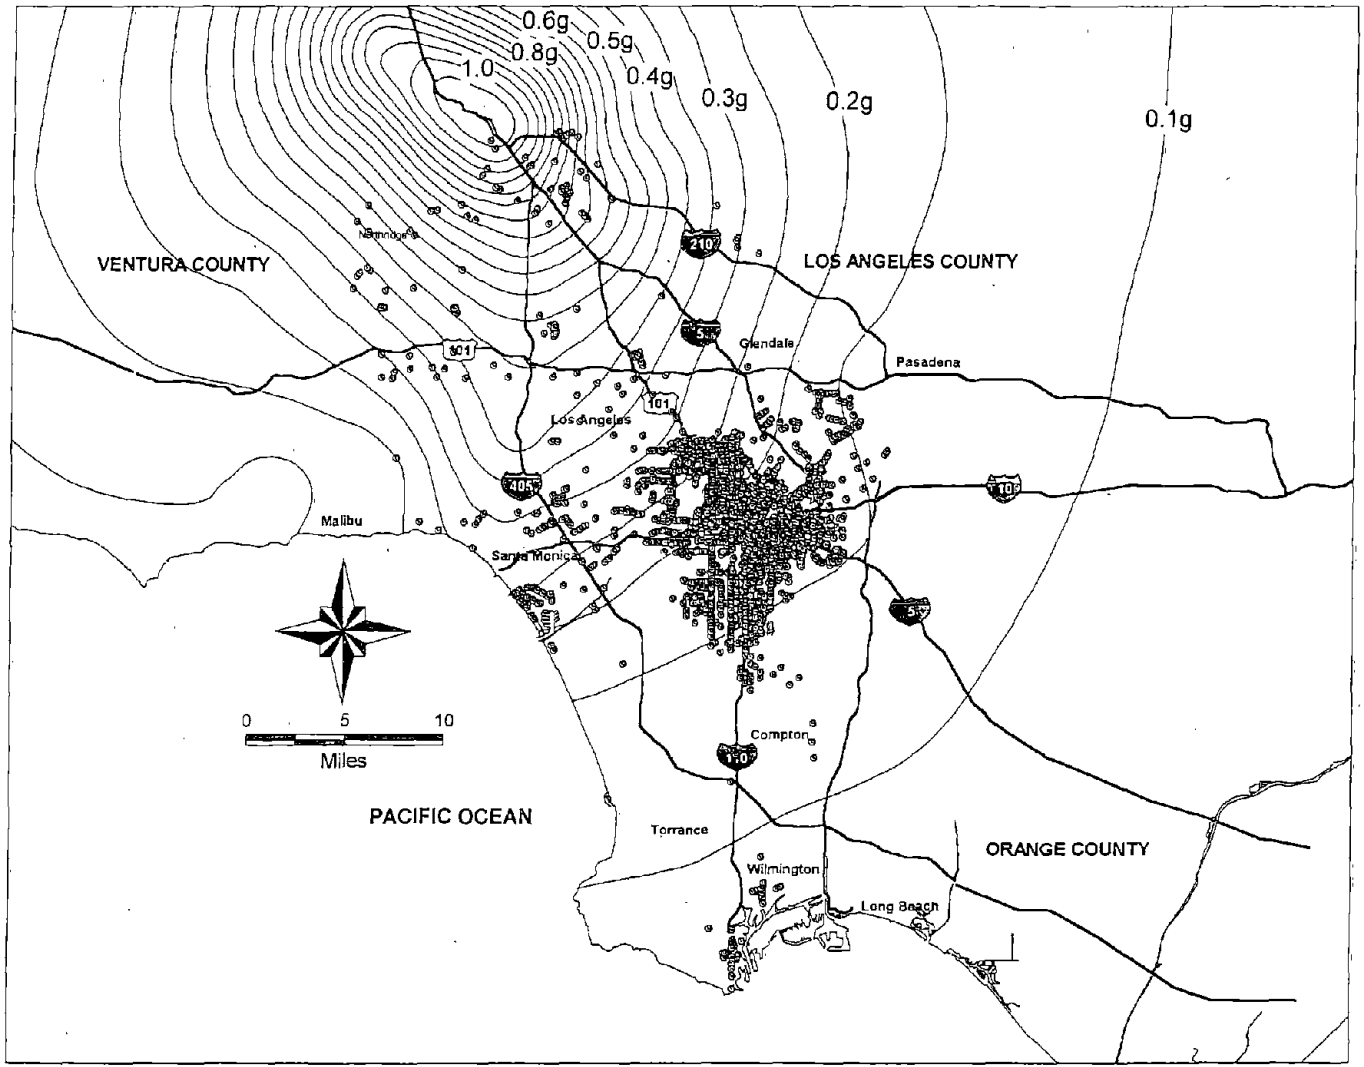 0.6g
0.5g
0.8g
1.0
0.4g
0.3g
0.2g
0.1g
Northridge
210
VENTURA COUNTY
LOS ANGELES COUNTY
5
Glendale
101
Pasadena
101
Los Angeles
405
10
Malibu
Santa Monica
5
0 5 10
Miles
Compton
110
PACIFIC OCEAN
Torrance
ORANGE COUNTY
Wilmington
Long Beach